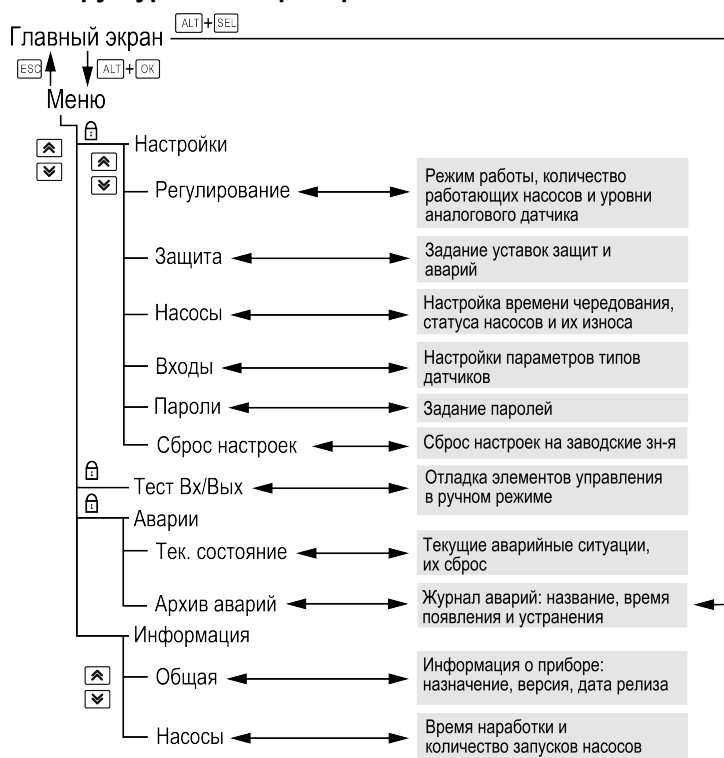 ALT+SEL
Главный экран
ESC
ALT+OK
Меню
Настройки
Регулирование
Режим работы, количество
работающих насосов и уровни
аналогового датчика
Защита
Задание уставок защит и
аварий
Насосы
Настройка времени чередования,
статуса насосов и их износа
Входы
Настройки параметров типов
датчиков
Пароли
Задание паролей
Сброс настроек
Сброс настроек на заводские зн-я
Тест Вх/Вых
Отладка элементов управления
в ручном режиме
Аварии
Тек. состояние
Текущие аварийные ситуации,
их сброс
Архив аварий
Журнал аварий: название, время
появления и устранения
Информация
Общая
Информация о приборе:
назначение, версия, дата релиза
Насосы
Время наработки и
количество запусков насосов